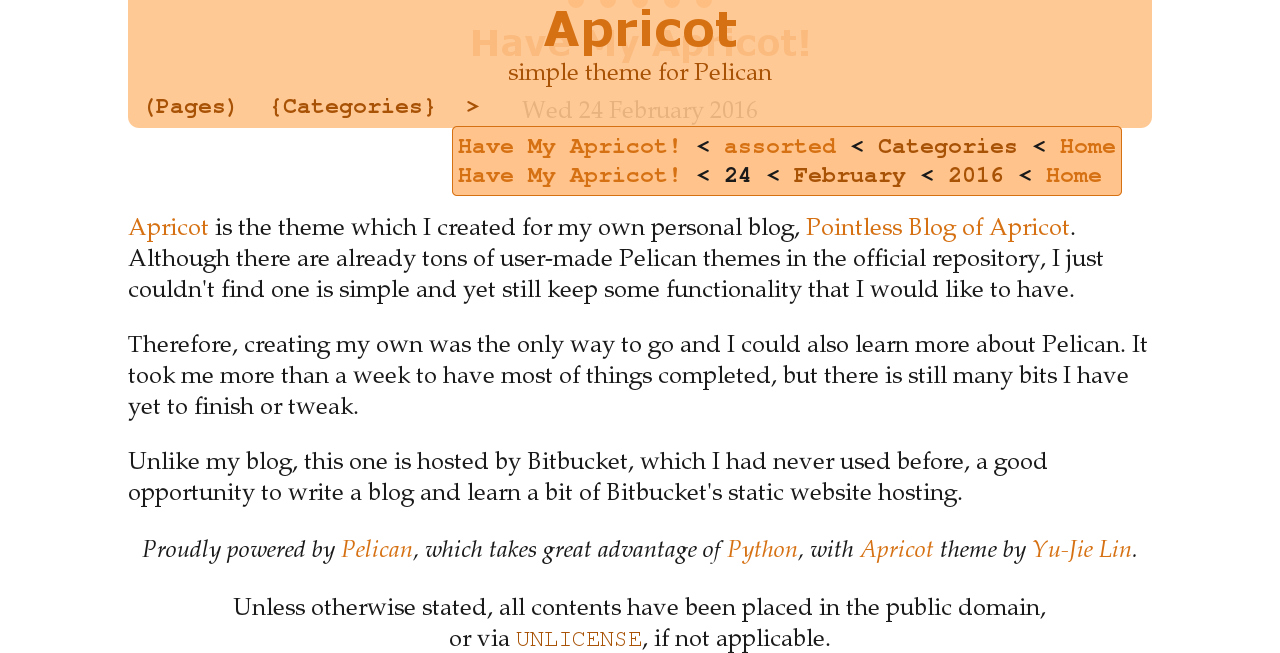 Apricot
Have My Apricot!
simple theme for Pelican
Wed 24 February 2016
(Pages) {Categories} >
Have My Apricot! < assorted < Categories < Home
Have My Apricot! < 24 < February < 2016 < Home
Apricot is the theme which I created for my own personal blog, Pointless Blog of Apricot.
Although there are already tons of user-made Pelican themes in the official repository, I just
couldn't find one is simple and yet still keep some functionality that I would like to have.
Therefore, creating my own was the only way to go and I could also learn more about Pelican. It
took me more than a week to have most of things completed, but there is still many bits I have
yet to finish or tweak.
Unlike my blog, this one is hosted by Bitbucket, which I had never used before, a good
opportunity to write a blog and learn a bit of Bitbucket's static website hosting.
Proudly powered by Pelican, which takes great advantage of Python, with Apricot theme by Yu-Jie Lin.
Unless otherwise stated, all contents have been placed in the public domain,
or via UNLICENSE, if not applicable.